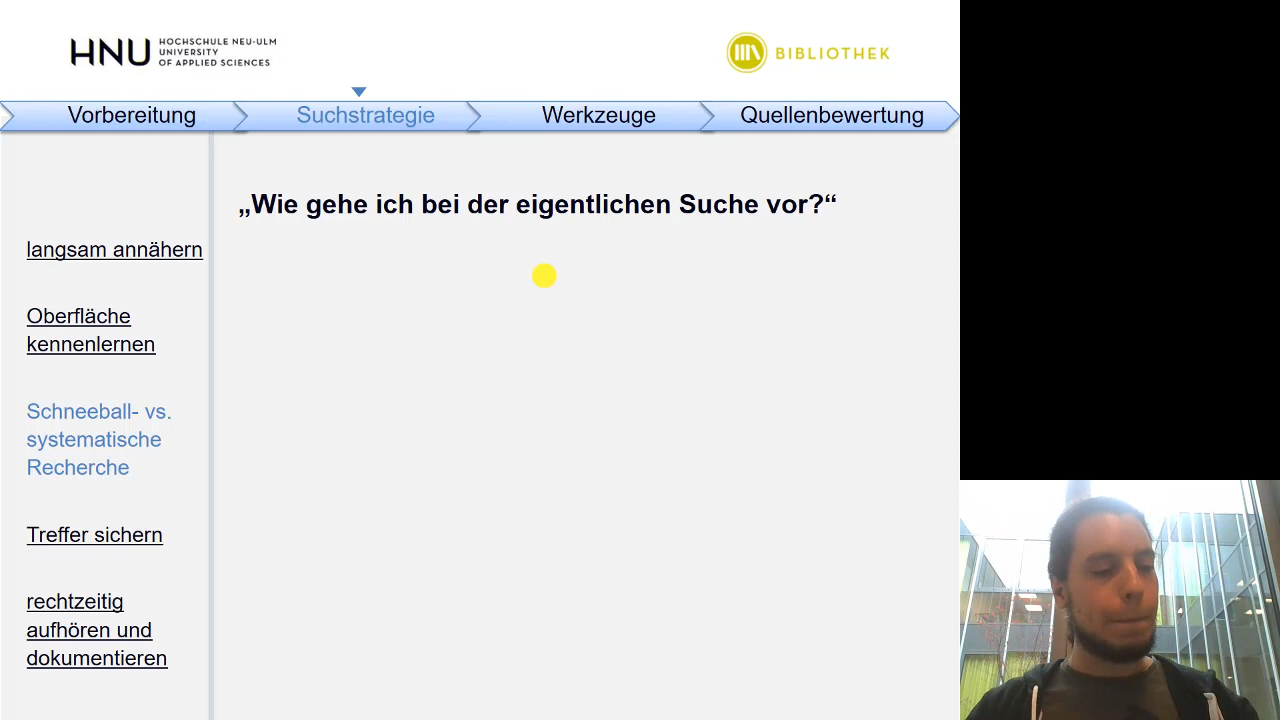 HNU HOCHSCHULE NEU-ULM
UNIVERSITY
OF APPLIED SCIENCES
BIBLIOTHEK
Vorbereitung
Suchstrategie
Werkzeuge
Quellenbewertung
„Wie gehe ich bei der eigentlichen Suche vor?“
langsam annähern
Oberfläche
kennenlernen
Schneeball- vs.
systematische
Recherche
Treffer sichern
rechtzeitig
aufhören und
dokumentieren